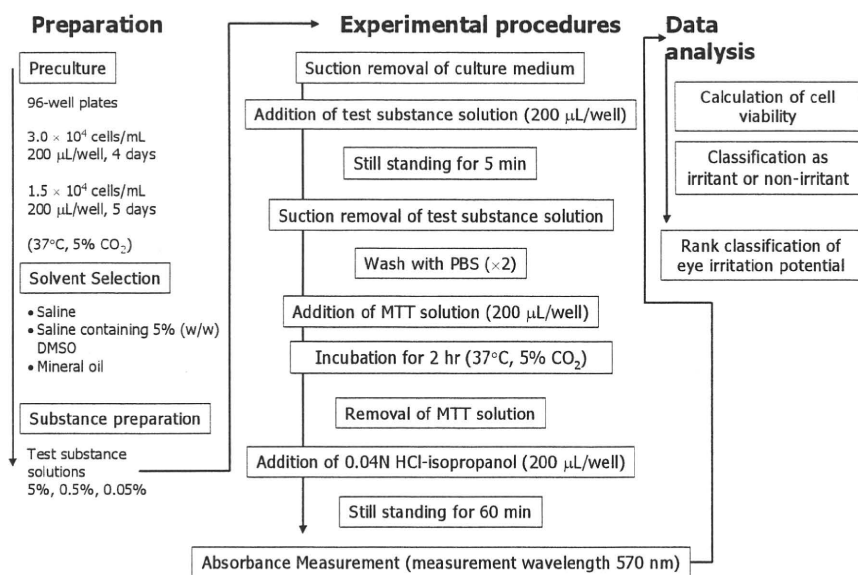 Preparation
Preculture
96-well plates
3.0 × 10⁴ cells/mL
200 μL/well, 4 days
1.5 × 10⁴ cells/mL
200 μL/well, 5 days
(37°C, 5% CO₂)
Solvent Selection
• Saline
• Saline containing 5% (w/w)
DMSO
• Mineral oil
Substance preparation
Test substance
solutions
5%, 0.5%, 0.05%
Experimental procedures
Suction removal of culture medium
Addition of test substance solution (200 μL/well)
Still standing for 5 min
Suction removal of test substance solution
Wash with PBS (×2)
Addition of MTT solution (200 μL/well)
Incubation for 2 hr (37°C, 5% CO₂)
Removal of MTT solution
Addition of 0.04N HCl-isopropanol (200 μL/well)
Still standing for 60 min
Absorbance Measurement (measurement wavelength 570 nm)
Data
analysis
Calculation of cell
viability
Classification as
irritant or non-irritant
Rank classification of
eye irritation potential